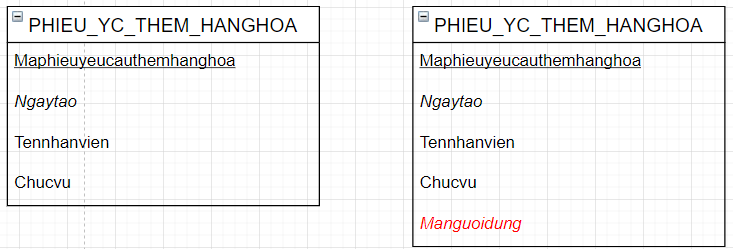 PHIEU_YC_THEM_HANGHOA
Maphieuyeucauthemhanghoa
Ngaytao
Tennhanvien
Chucvu
PHIEU_YC_THEM_HANGHOA
Maphieuyeucauthemhanghoa
Ngaytao
Tennhanvien
Chucvu
Manguoidung